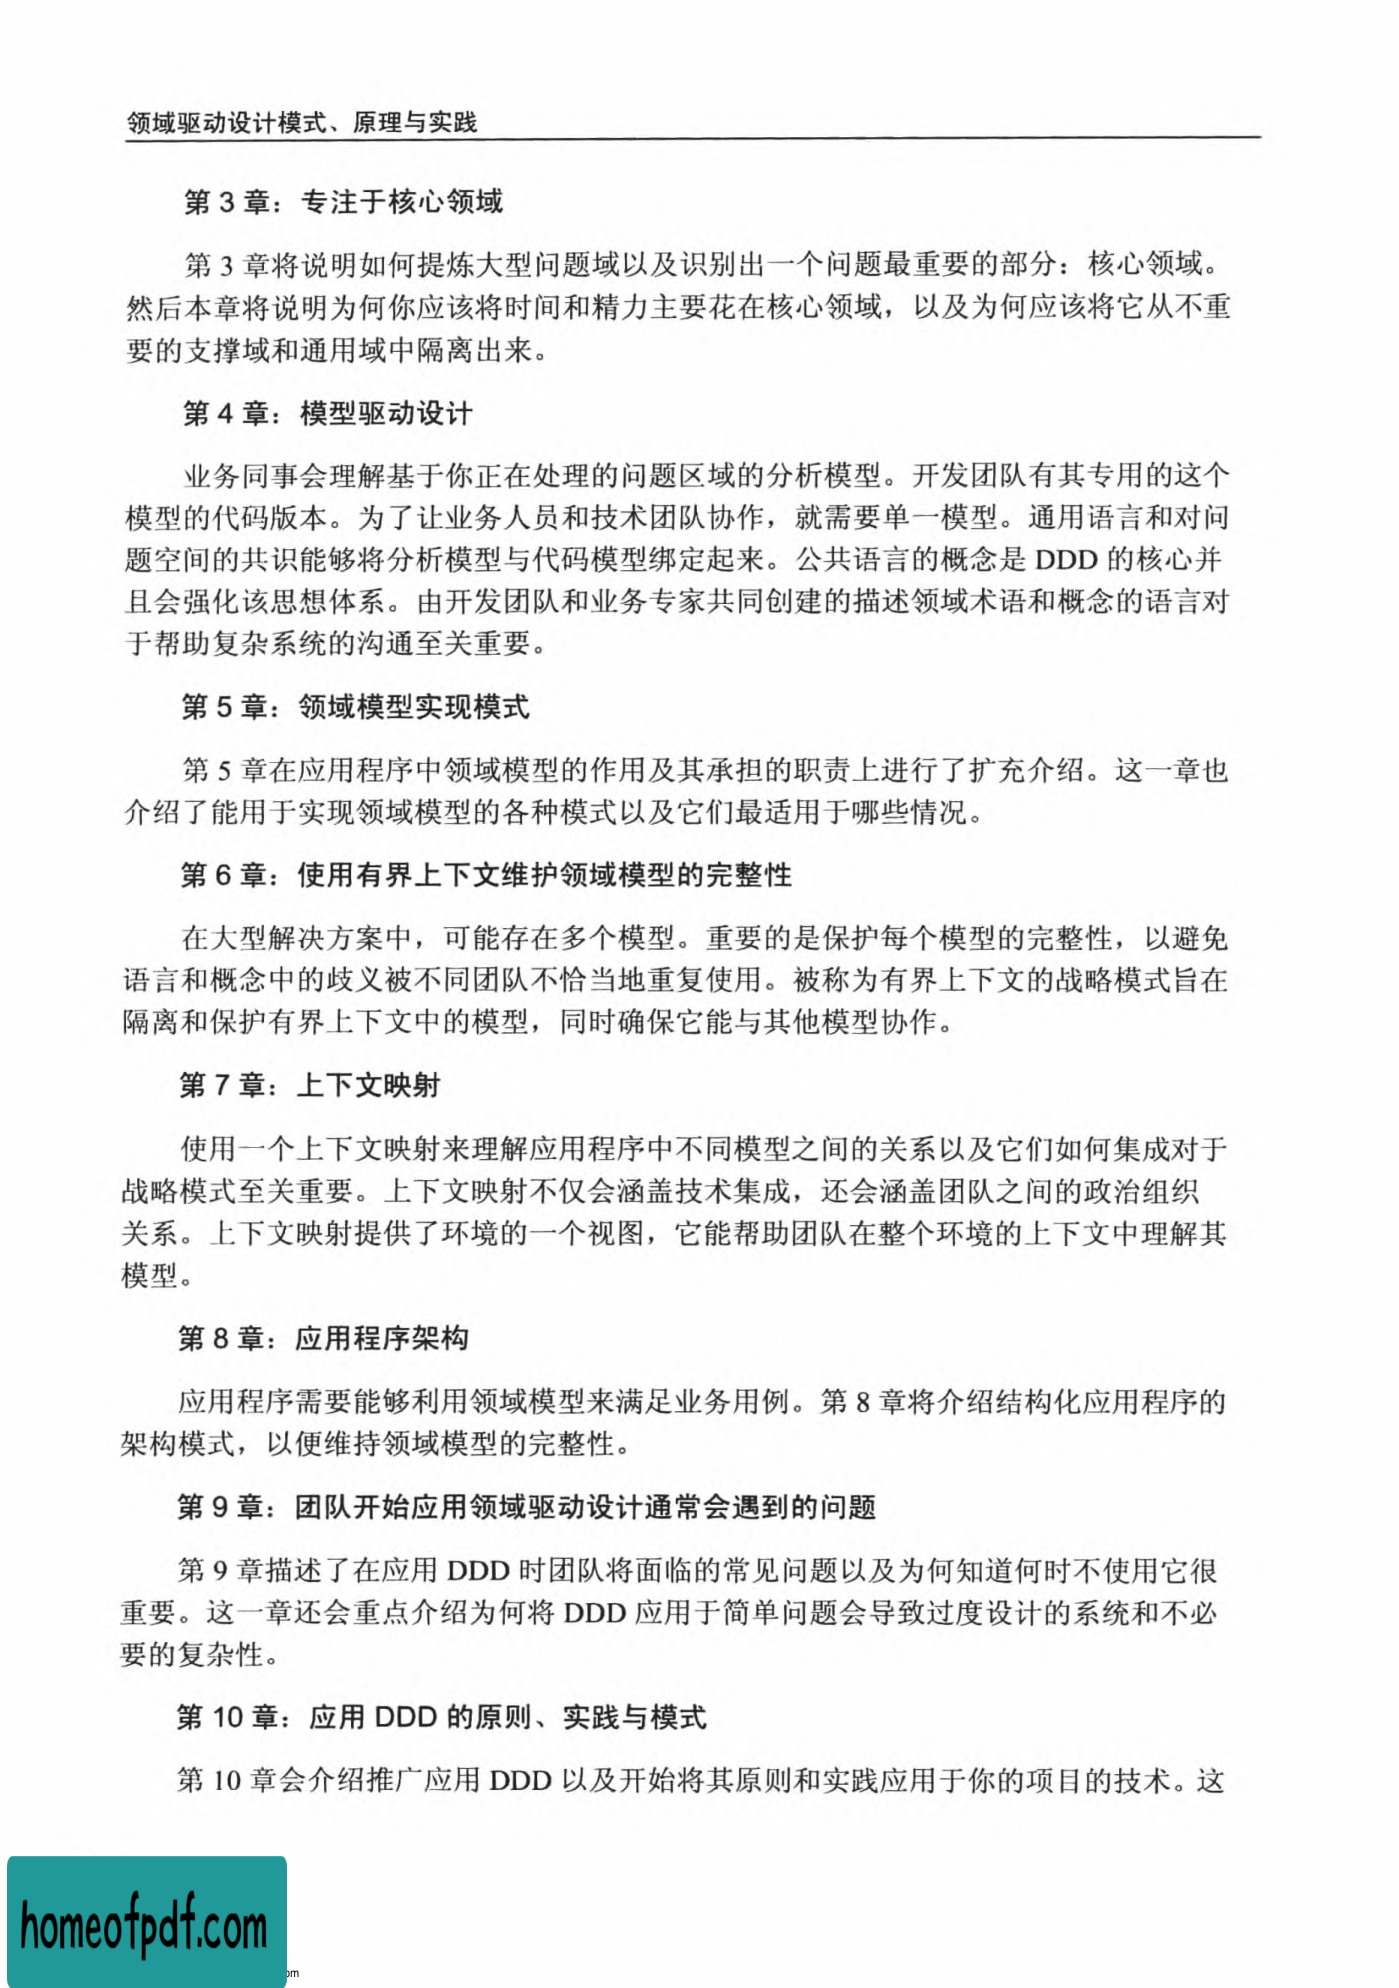 领域驱动设计模式、原理与实践
第 3 章：专注于核心领域
第 3 章将说明如何提炼大型问题域以及识别出一个问题最重要的部分：核心领域。
然后本章将说明为何你应该将时间和精力主要花在核心领域，以及为何应该将它从不重
要的支撑域和通用域中隔离出来。
第 4 章：模型驱动设计
业务同事会理解基于你正在处理的问题区域的分析模型。开发团队有其专用的这个
模型的代码版本。为了让业务人员和技术团队协作，就需要单一模型。通用语言和对问
题空间的共识能够将分析模型与代码模型绑定起来。公共语言的概念是 DDD 的核心并
且会强化该思想体系。由开发团队和业务专家共同创建的描述领域术语和概念的语言对
于帮助复杂系统的沟通至关重要。
第 5 章：领域模型实现模式
第 5 章在应用程序中领域模型的作用及其承担的职责上进行了扩充介绍。这一章也
介绍了能用于实现领域模型的各种模式以及它们最适用于哪些情况。
第 6 章：使用有界上下文维护领域模型的完整性
在大型解决方案中，可能存在多个模型。重要的是保护每个模型的完整性，以避免
语言和概念中的歧义被不同团队不恰当地重复使用。被称为有界上下文的战略模式旨在
隔离和保护有界上下文中的模型，同时确保它能与其他模型协作。
第 7 章：上下文映射
使用一个上下文映射来理解应用程序中不同模型之间的关系以及它们如何集成对于
战略模式至关重要。上下文映射不仅会涵盖技术集成，还会涵盖团队之间的政治组织
关系。上下文映射提供了环境的一个视图，它能帮助团队在整个环境的上下文中理解其
模型。
第 8 章：应用程序架构
应用程序需要能够利用领域模型来满足业务用例。第 8 章将介绍结构化应用程序的
架构模式，以便维持领域模型的完整性。
第 9 章：团队开始应用领域驱动设计通常会遇到的问题
第 9 章描述了在应用 DDD 时团队将面临的常见问题以及为何知道何时不使用它很
重要。这一章还会重点介绍为何将 DDD 应用于简单问题会导致过度设计的系统和不必
要的复杂性。
第 10 章：应用 DDD 的原则、实践与模式
第 10 章会介绍推广应用 DDD 以及开始将其原则和实践应用于你的项目的技术。这
homeofpdf.com
om